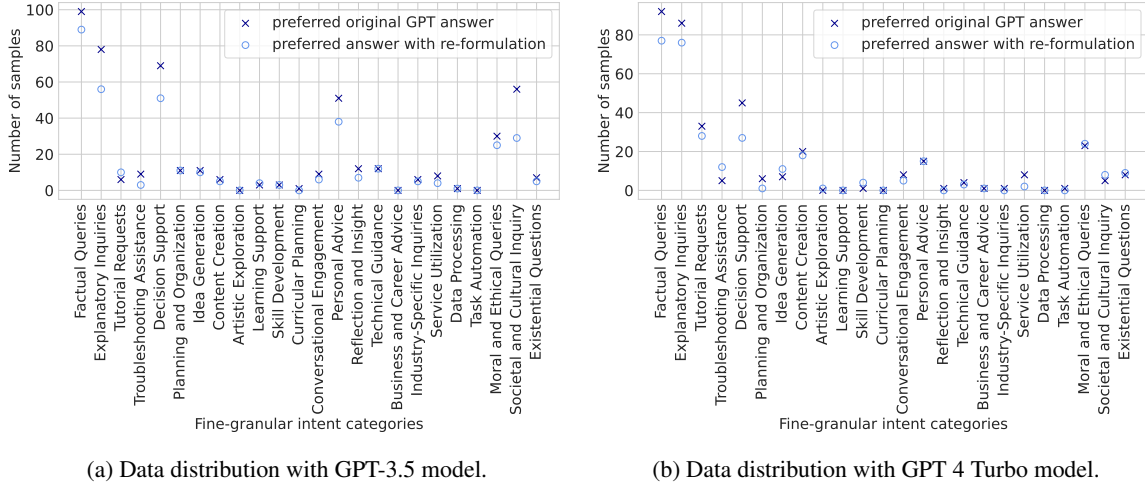 Number of samples
100
80
60
40
20
0
preferred original GPT answer
preferred answer with re-formulation
Factual Queries
Explanatory Inquiries
Tutorial Requests
Troubleshooting Assistance
Decision Support
Planning and Organization
Idea Generation
Content Creation
Artistic Exploration
Learning Support
Skill Development
Curricular Planning
Conversational Engagement
Personal Advice
Reflection and Insight
Technical Guidance
Business and Career Advice
Industry-Specific Inquiries
Service Utilization
Data Processing
Task Automation
Moral and Ethical Queries
Societal and Cultural Inquiry
Existential Questions
Fine-granular intent categories
(a) Data distribution with GPT-3.5 model.
Number of samples
80
60
40
20
0
preferred original GPT answer
preferred answer with re-formulation
Factual Queries
Explanatory Inquiries
Tutorial Requests
Troubleshooting Assistance
Decision Support
Planning and Organization
Idea Generation
Content Creation
Artistic Exploration
Learning Support
Skill Development
Curricular Planning
Conversational Engagement
Personal Advice
Reflection and Insight
Technical Guidance
Business and Career Advice
Industry-Specific Inquiries
Service Utilization
Data Processing
Task Automation
Moral and Ethical Queries
Societal and Cultural Inquiry
Existential Questions
Fine-granular intent categories
(b) Data distribution with GPT 4 Turbo model.